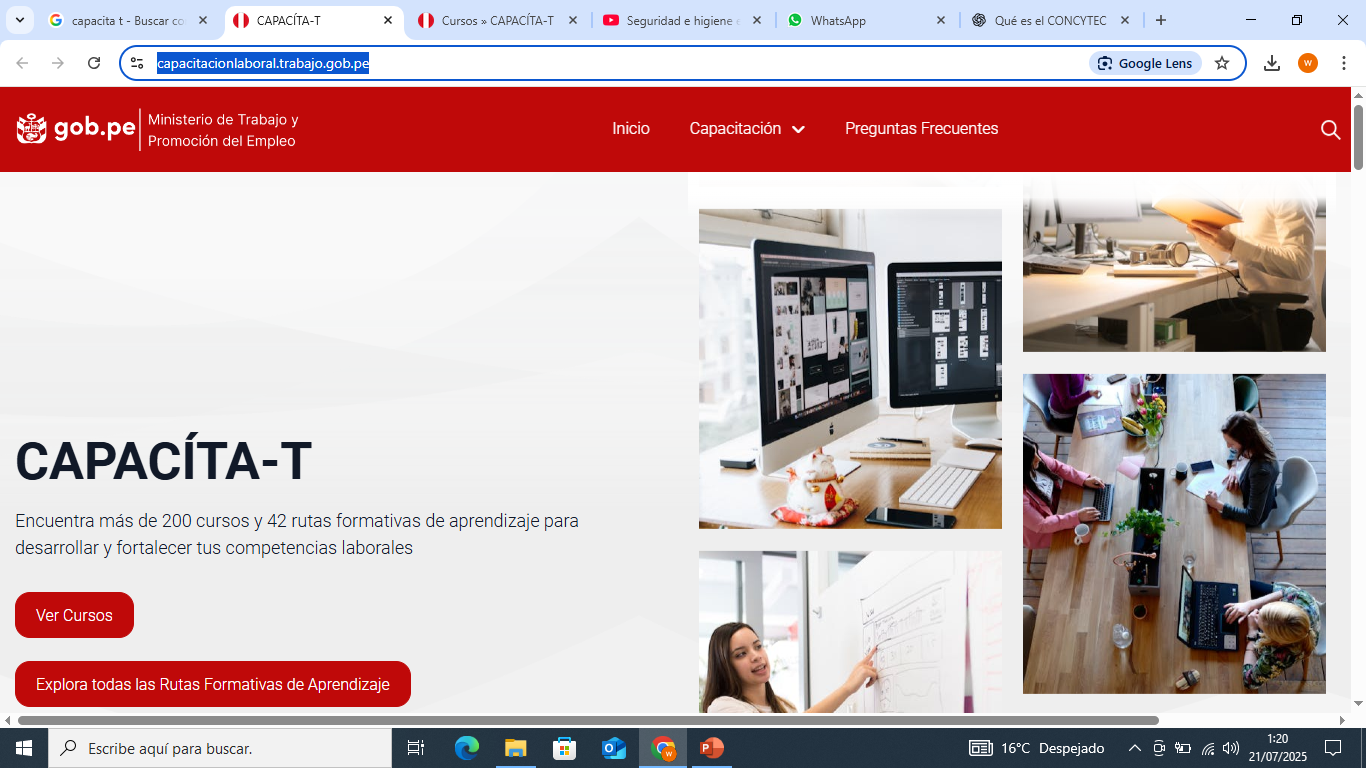 capacita t - Buscar co
CAPACÍTA-T
Cursos » CAPACÍTA-T
Seguridad e higiene e
WhatsApp
Qué es el CONCYTEC
capacitacionlaboral.trabajo.gob.pe
Google Lens
W
gob.pe
Ministerio de Trabajo y
Promoción del Empleo
Inicio
Capacitación
Preguntas Frecuentes
CAPACÍTA-T
Encuentra más de 200 cursos y 42 rutas formativas de aprendizaje para
desarrollar y fortalecer tus competencias laborales
Ver Cursos
Explora todas las Rutas Formativas de Aprendizaje
Escribe aquí para buscar.
16°C Despejado
1:20
21/07/2025